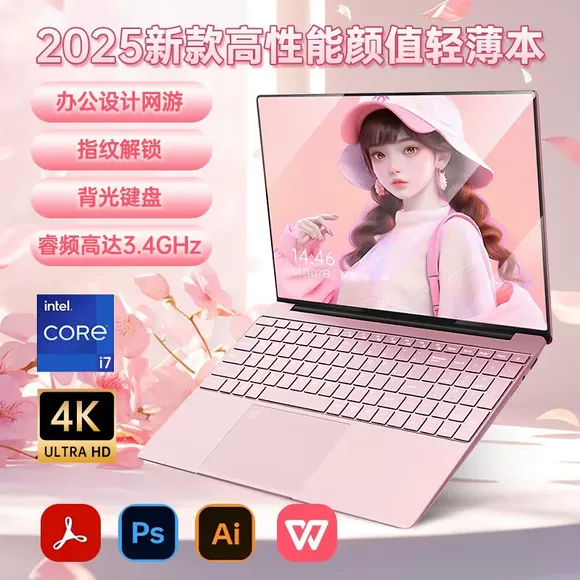 2025新款高性能颜值轻薄本
办公设计网游
指纹解锁
背光键盘
睿频高达3.4GHz
14:46
intel.
CORE
i7
4K
ULTRA HD
Ps
Ai
W